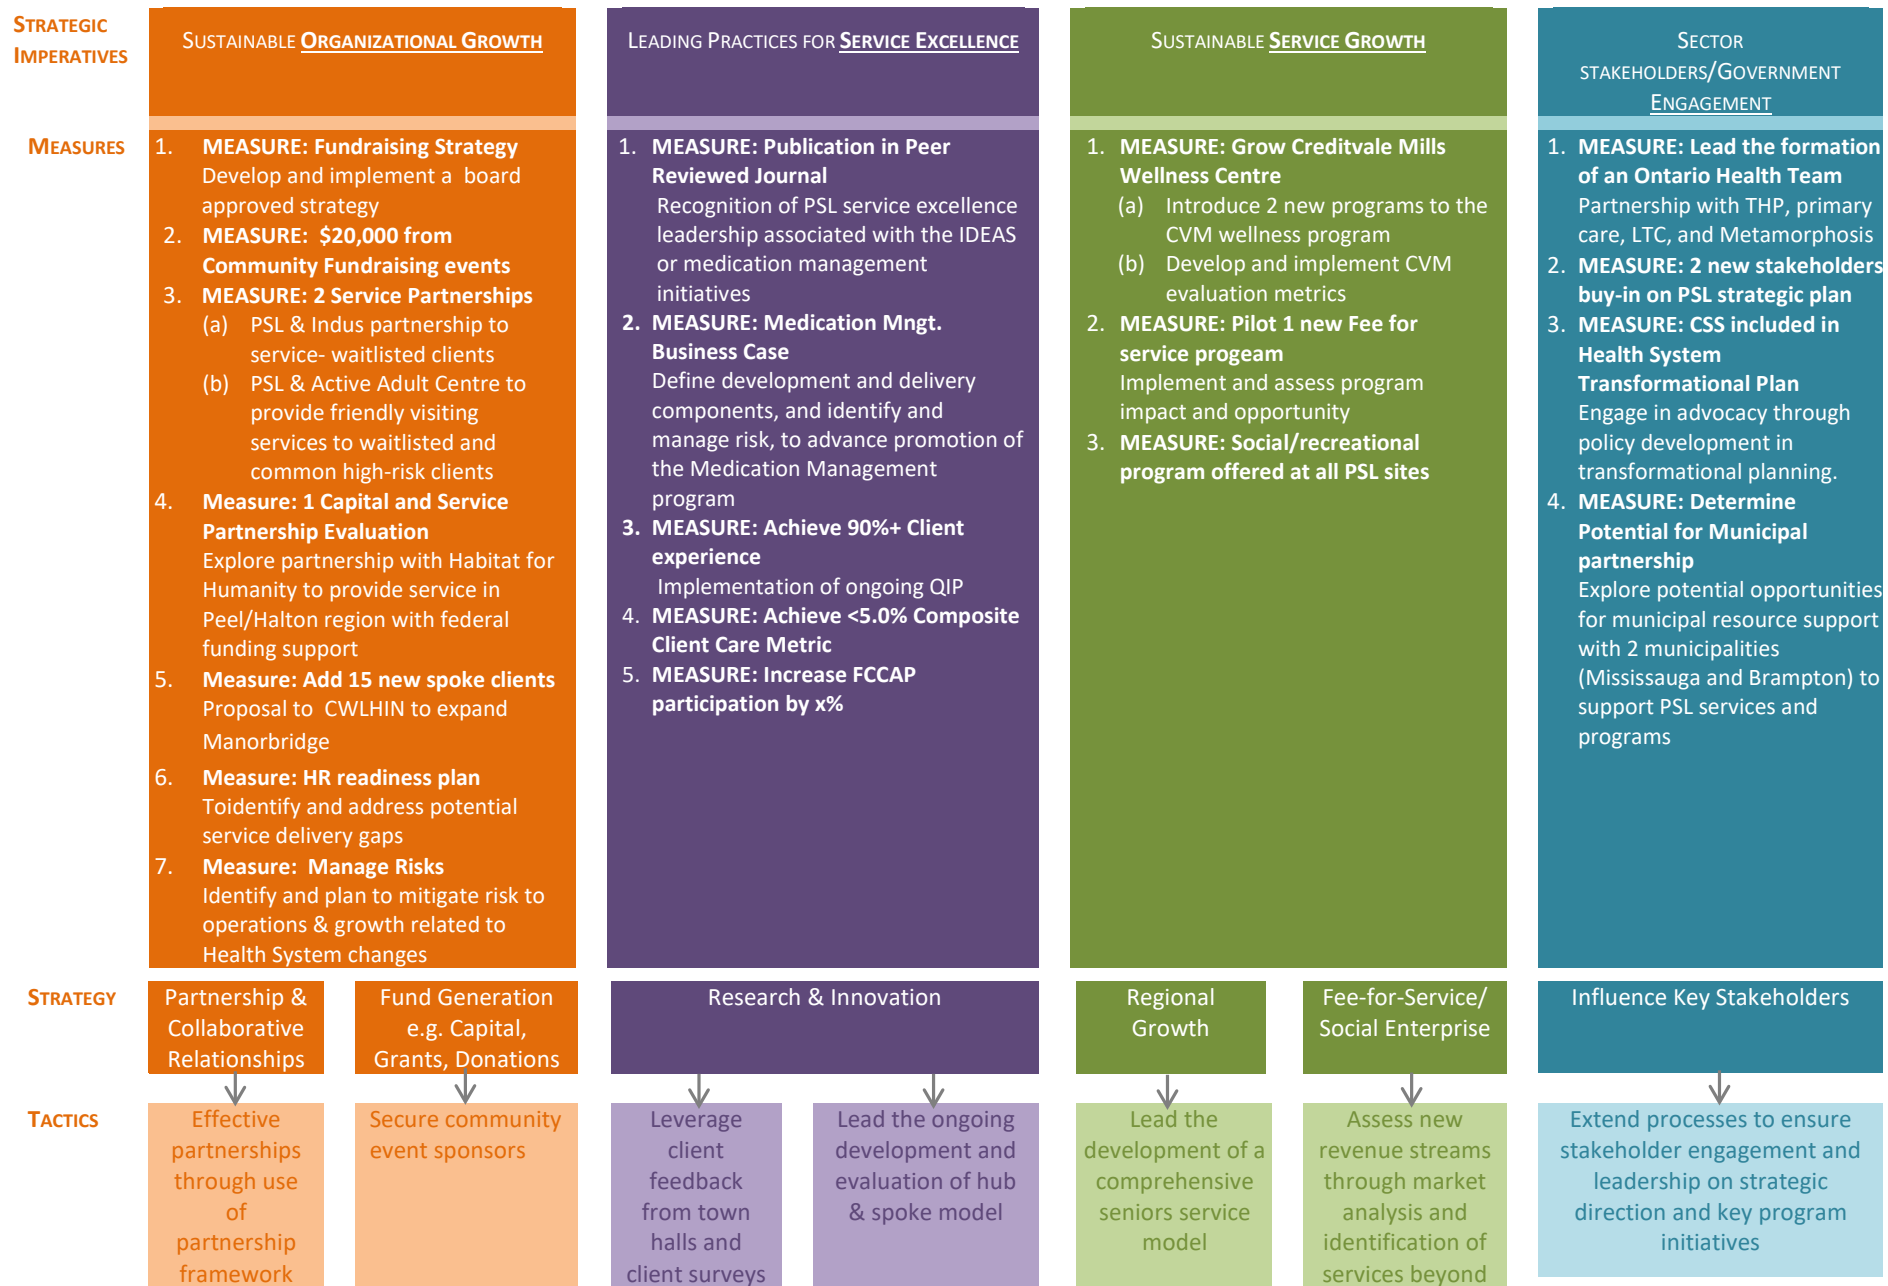 STRATEGIC
IMPERATIVES
SUSTAINABLE ORGANIZATIONAL GROWTH
LEADING PRACTICES FOR SERVICE EXCELLENCE
SUSTAINABLE SERVICE GROWTH
SECTOR
STAKEHOLDERS/GOVERNMENT
ENGAGEMENT
MEASURES
1. MEASURE: Fundraising Strategy
Develop and implement a board
approved strategy
2. MEASURE: $20,000 from
Community Fundraising events
3. MEASURE: 2 Service Partnerships
(a) PSL & Indus partnership to
service- waitlisted clients
(b) PSL & Active Adult Centre to
provide friendly visiting
services to waitlisted and
common high-risk clients
4. Measure: 1 Capital and Service
Partnership Evaluation
Explore partnership with Habitat for
Humanity to provide service in
Peel/Halton region with federal
funding support
5. Measure: Add 15 new spoke clients
Proposal to CWLHIN to expand
Manorbridge
6. Measure: HR readiness plan
Toidentify and address potential
service delivery gaps
7. Measure: Manage Risks
Identify and plan to mitigate risk to
operations & growth related to
Health System changes
1. MEASURE: Publication in Peer
Reviewed Journal
Recognition of PSL service excellence
leadership associated with the IDEAS
or medication management
initiatives
2. MEASURE: Medication Mngt.
Business Case
Define development and delivery
components, and identify and
manage risk, to advance promotion of
the Medication Management
program
3. MEASURE: Achieve 90%+ Client
experience
Implementation of ongoing QIP
4. MEASURE: Achieve <5.0% Composite
Client Care Metric
5. MEASURE: Increase FCCAP
participation by x%
1. MEASURE: Grow Creditvale Mills
Wellness Centre
(a) Introduce 2 new programs to the
CVM wellness program
(b) Develop and implement CVM
evaluation metrics
2. MEASURE: Pilot 1 new Fee for
service progeam
Implement and assess program
impact and opportunity
3. MEASURE: Social/recreational
program offered at all PSL sites
1. MEASURE: Lead the formation
of an Ontario Health Team
Partnership with THP, primary
care, LTC, and Metamorphosis
2. MEASURE: 2 new stakeholders
buy-in on PSL strategic plan
3. MEASURE: CSS included in
Health System
Transformational Plan
Engage in advocacy through
policy development in
transformational planning.
4. MEASURE: Determine
Potential for Municipal
partnership
Explore potential opportunities
for municipal resource support
with 2 municipalities
(Mississauga and Brampton) to
support PSL services and
programs
STRATEGY
Partnership &
Collaborative
Relationships
Fund Generation
e.g. Capital,
Grants, Donations
Research & Innovation
Regional
Growth
Fee-for-Service/
Social Enterprise
Influence Key Stakeholders
TACTICS
Effective
partnerships
through use
of
partnership
framework
Secure community
event sponsors
Leverage
client
feedback
from town
halls and
client surveys
Lead the ongoing
development and
evaluation of hub
& spoke model
Lead the
development of a
comprehensive
seniors service
model
Assess new
revenue streams
through market
analysis and
identification of
services beyond
Extend processes to ensure
stakeholder engagement and
leadership on strategic
direction and key program
initiatives